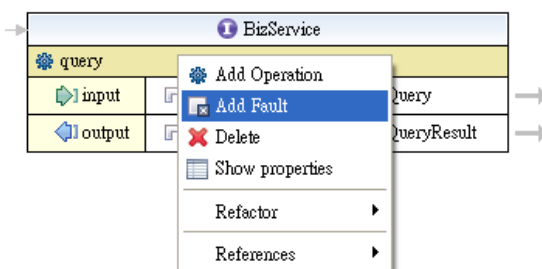 BizService
query
Add Operation
input
Add Fault
Query
output
Delete
QueryResult
Show properties
Refactor
References